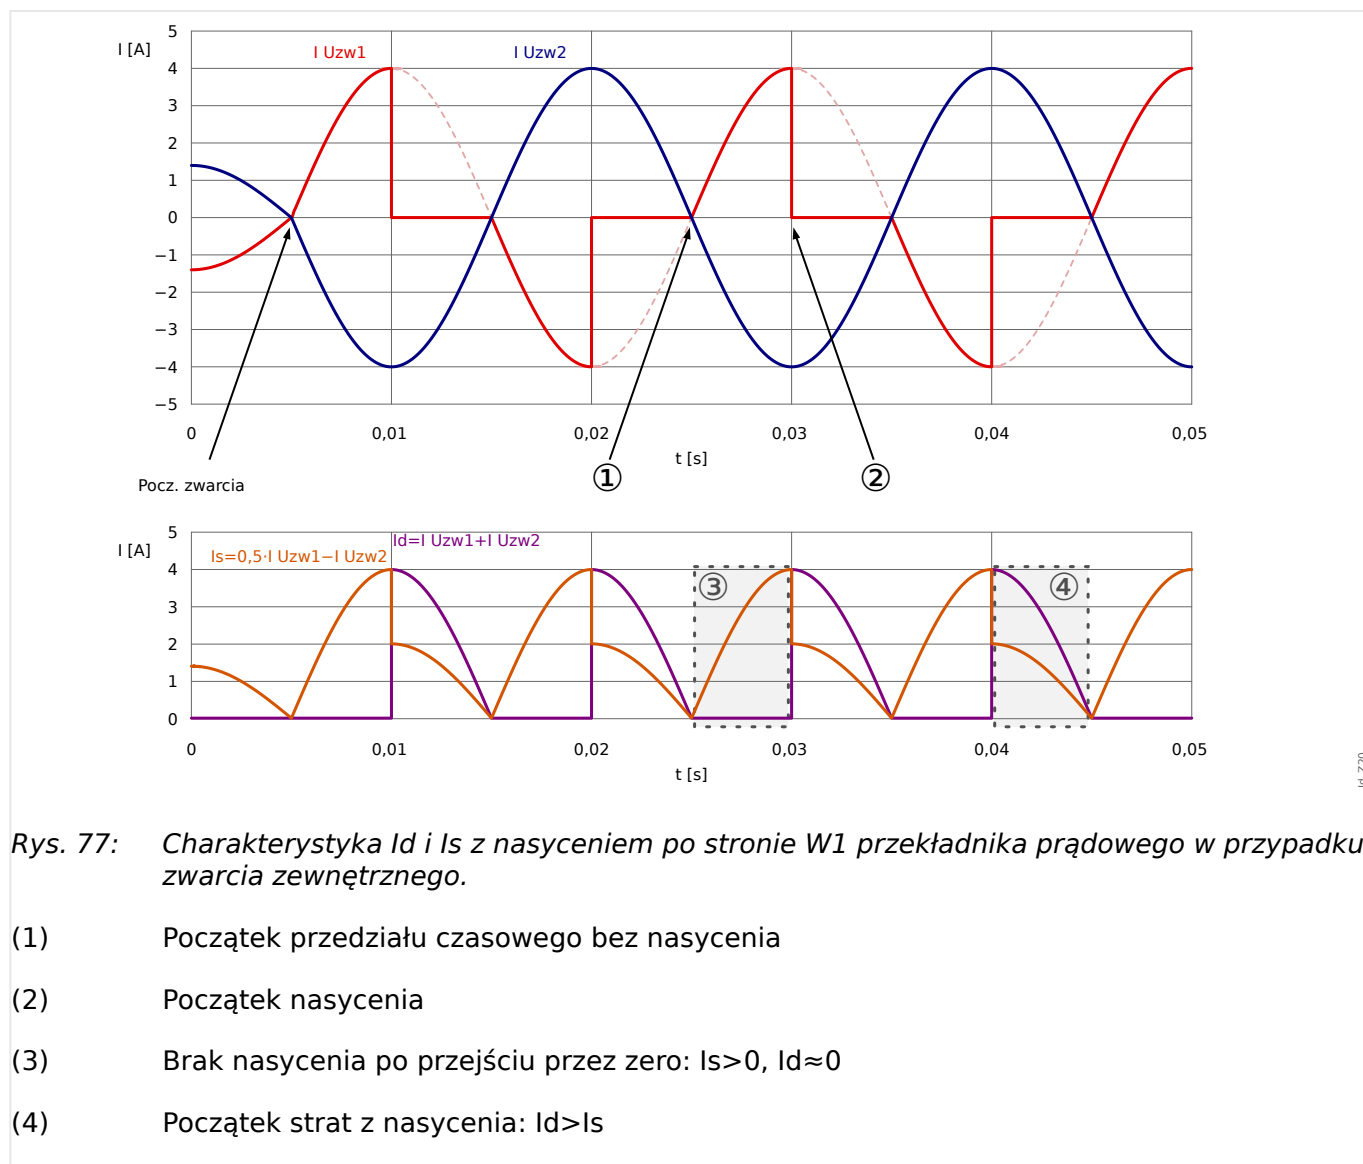 I [A]
5
4
3
2
1
0
−1
−2
−3
−4
−5
I Uzw1
I Uzw2
0 0,01 0,02 0,03 0,04 0,05
t [s]
Pocz. zwarcia
①
②
I [A]
5
4
3
2
1
0
Is=0,5·I Uzw1−I Uzw2
Id=I Uzw1+I Uzw2
③
④
0 0,01 0,02 0,03 0,04 0,05
t [s]
Rys. 77: Charakterystyka Id i Is z nasyceniem po stronie W1 przekładnika prądowego w przypadku
zwarcia zewnętrznego.
(1) Początek przedziału czasowego bez nasycenia
(2) Początek nasycenia
(3) Brak nasycenia po przejściu przez zero: Is>0, Id≈0
(4) Początek strat z nasycenia: Id>Is